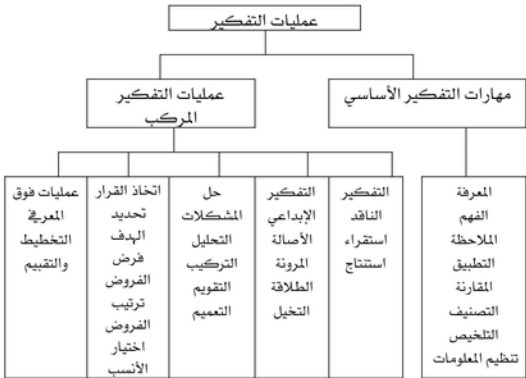 عمليات التفكير
مهارات التفكير الأساسي
عمليات التفكير
المركب
المعرفة
الفهم
الملاحظة
التطبيق
المقارنة
التصنيف
التلخيص
تنظيم المعلومات
التفكير
الناقد
استقراء
استنتاج
التفكير
الإبداعي
الأصالة
المرونة
الطلاقة
التخيل
حل
المشكلات
التحليل
التركيب
التقويم
التعميم
اتخاذ القرار
تحديد
الهدف
فرض
الفروض
ترتيب
الفروض
اختيار
الأنسب
عمليات فوق
المعرفي
التخطيط
والتقييم